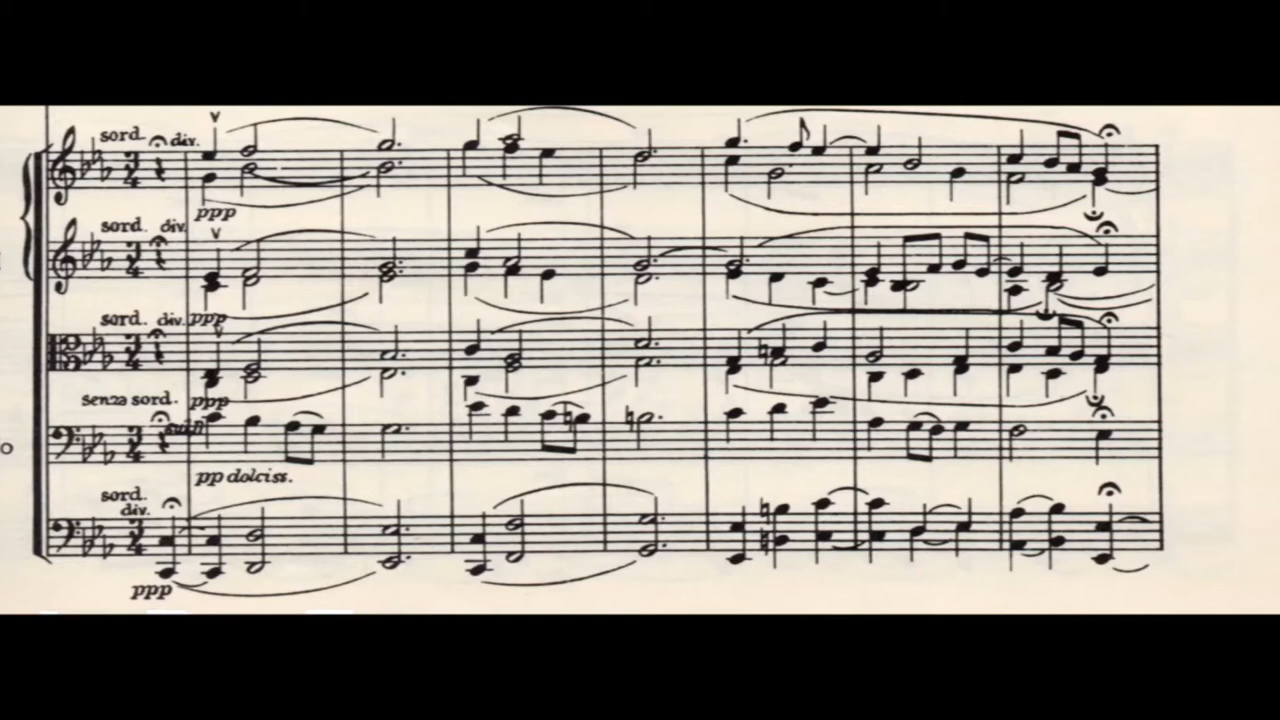 sord. div.
ppp
sord. div.
ppp
sord. div.
ppp
senza sord.
pp dolciss.
sord.
div.
ppp